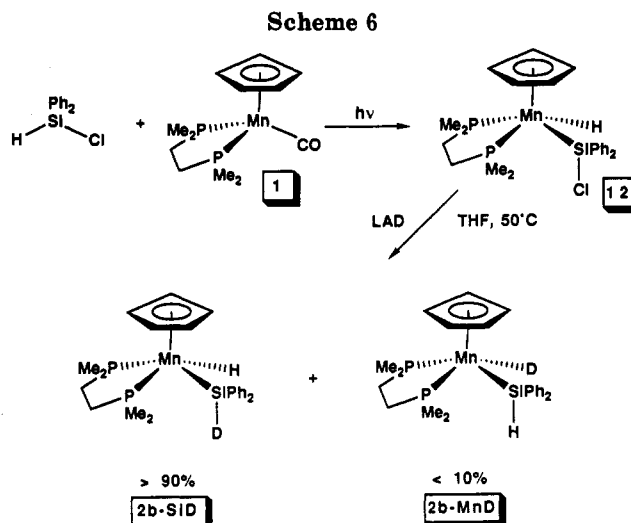 Scheme 6
Ph2
Si
H
Cl
+
Me2P
Mn
CO
P
Me2
1
hν
Me2P
Mn
H
SiPh2
P
Me2
Cl
12
LAD
THF, 50°C
Me2P
Mn
H
SiPh2
P
Me2
D
+
Me2P
Mn
D
SiPh2
P
Me2
H
> 90%
< 10%
2b-SiD
2b-MnD